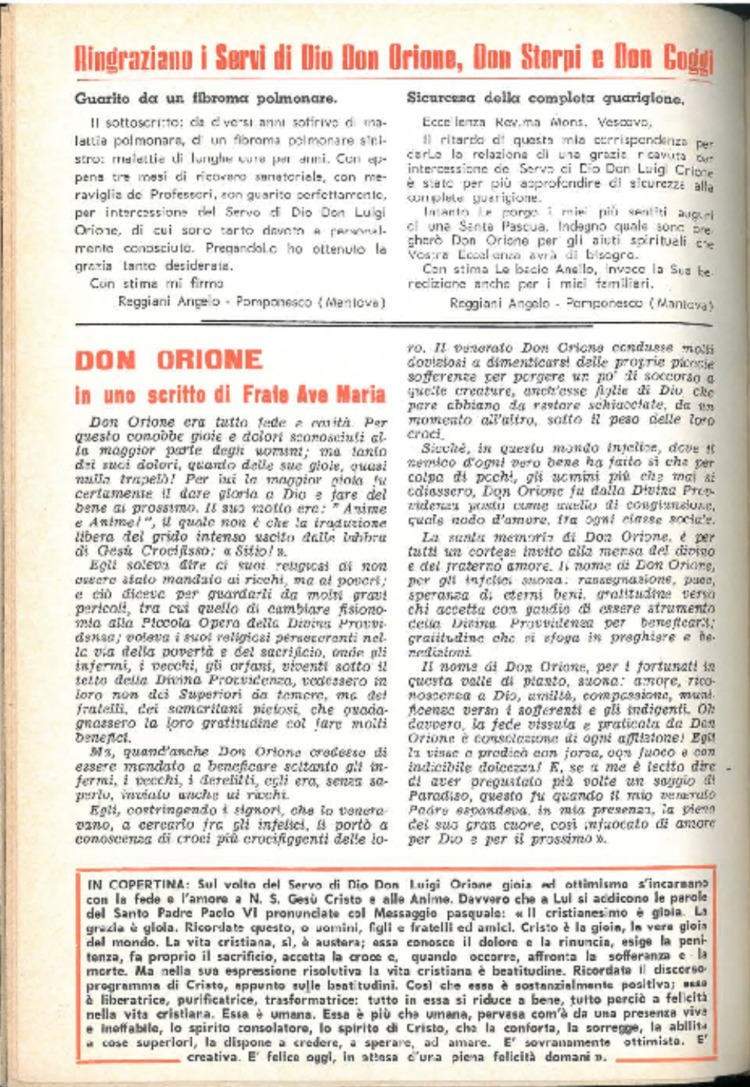 Ringraziano i Servi di Dio Don Orione, Don Sterpi e Don Goggi
Guarito da un fibroma polmonare.
Il sottoscritto: da diversi anni soffrivo di ma-
lattia polmonare, di un fibroma polmonare sini-
stro: malattia di lunghe cure per anni. Con ap-
pena tre mesi di ricovero sanatoriale, con me-
raviglia dei Professori, son guarito perfettamente,
per intercessione del Servo di Dio Don Luigi
Orione, di cui sono tanto devoto e personal-
mente conosciuto. Pregandolo ho ottenuto la
grazia tanto desiderata.
Con stima mi firmo
Reggiani Angelo - Pomponesco (Mantova)
Sicurezza della completa guarigione.
Eccellenza Rev.ma Mons. Vescovo,
il ritardo di questa mia corrispondenza per
darLe la relazione di una grazia ricevuta per
intercessione del Servo di Dio Don Luigi Orione
è stato per più approfondire di sicurezza alla
completa guarigione.
Intanto Le porgo i miei più sentiti auguri
di una Santa Pasqua. Indegno quale sono pre-
gherò Don Orione per gli aiuti spirituali che
Vostra Eccellenza avrà di bisogno.
Con stima Le bacio Anello, invoco la Sua be-
nedizione anche per i miei familiari.
Reggiani Angelo - Pomponesco (Mantova)
DON ORIONE
in uno scritto di Frate Ave Maria
Don Orione era tutto fede e carità. Per
questo conobbe gioie e dolori sconosciuti al-
la maggior parte degli uomini; ma tanto
dei suoi dolori, quanto delle sue gioie, quasi
nulla trapelò! Per lui la maggior gioia fu
certamente il dare gloria a Dio e fare del
bene al prossimo. Il suo motto era: "Anime
e Anime!", il quale non è che la traduzione
libera del grido intenso uscito dalle labbra
di Gesù Crocifisso: « Sitio! ».
Egli soleva dire ai suoi religiosi di non
essere stato mandato ai ricchi, ma ai poveri;
e ciò diceva per guardarli da molti gravi
pericoli, tra cui quello di cambiare fisiono-
mia alla Piccola Opera della Divina Provvi-
denza; voleva i suoi religiosi perseveranti nel-
la via della povertà e del sacrificio, onde gli
infermi, i vecchi, gli orfani, viventi sotto il
tetto della Divina Provvidenza, vedessero in
loro non dei Superiori da temere, ma dei
fratelli, dei samaritani pietosi, che guada-
gnassero la loro gratitudine col fare molti
benefici.
Ma, quand'anche Don Orione credesse di
essere mandato a beneficare soltanto gli in-
fermi, i vecchi, i derelitti, egli era, senza sa-
perlo, inviato anche ai ricchi.
Egli, costringendo i signori, che lo venera-
vano, a cercarlo fra gli infelici, li portò a
conoscenza di croci più crocifiggenti delle lo-
ro. Il venerato Don Orione condusse molti
doviziosi a dimenticarsi delle proprie piccole
sofferenze per porgere un po' di soccorso a
quelle creature, anch'esse figlie di Dio che
pare abbiano da restare schiacciate, da un
momento all'altro, sotto il peso delle loro
croci.
Sicchè, in questo mondo infelice, dove il
nemico d'ogni vero bene ha fatto sì che per
colpa di pochi, gli uomini più che mai si
odiassero, Don Orione fu dalla Divina Prov-
videnza posto come anello di congiunzione,
quale nodo d'amore, tra ogni classe sociale.
La santa memoria di Don Orione, è per
tutti un cortese invito alla mensa del divino
e del fraterno amore. Il nome di Don Orione,
per gli infelici suona: rassegnazione, pace,
speranza di eterni beni, gratitudine verso
chi accetta con gaudio di essere strumento
della Divina Provvidenza per beneficarli;
gratitudine che si sfoga in preghiere e be-
nedizioni.
Il nome di Don Orione, per i fortunati in
questa valle di pianto, suona: amore, rico-
noscenza a Dio, umiltà, compassione, muni-
ficenza verso i sofferenti e gli indigenti. Oh
davvero, la fede vissuta e praticata da Don
Orione è consolazione di ogni afflizione! Egli
la visse e predicò con forza, con fuoco e con
indicibile dolcezza! E, se a me è lecito dire
di aver pregustato più volte un saggio di
Paradiso, questo fu quando il mio venerato
Padre espandeva, in mia presenza, la piena
del suo gran cuore, così infuocato di amore
per Dio e per il prossimo ».
IN COPERTINA: Sul volto del Servo di Dio Don Luigi Orione gioia ed ottimismo s'incarnano
con la fede e l'amore a N. S. Gesù Cristo e alle Anime. Davvero che a Lui si addicono le parole
del Santo Padre Paolo VI pronunciate col Messaggio pasquale: « Il cristianesimo è gioia. La
grazia è gioia. Ricordate questo, o uomini, figli e fratelli ed amici. Cristo è la gioia, la vera gioia
del mondo. La vita cristiana, sì, è austera; essa conosce il dolore e la rinuncia, esige la peni-
tenza, fa proprio il sacrificio, accetta la croce e, quando occorre, affronta la sofferenza e la
morte. Ma nella sua espressione risolutiva la vita cristiana è beatitudine. Ricordate il discorso-
programma di Cristo, appunto sulle beatitudini. Così che essa è sostanzialmente positiva; essa
è liberatrice, purificatrice, trasformatrice: tutto in essa si riduce a bene, tutto perciò a felicità
nella vita cristiana. Essa è umana. Essa è più che umana, pervasa com'è da una presenza viva
e ineffabile, lo spirito consolatore, lo spirito di Cristo, che la conforta, la sorregge, la abilita
a cose superiori, la dispone a credere, a sperare, ad amare. E' sovranamente ottimista. E'
creativa. E' felice oggi, in attesa d'una piena felicità domani ».